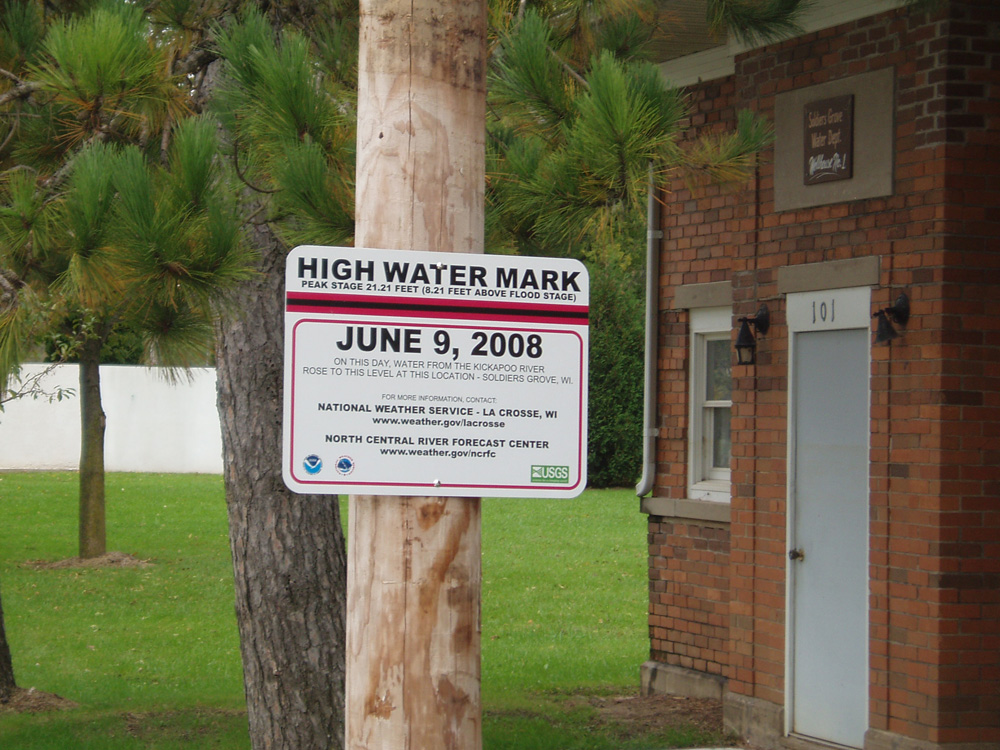 HIGH WATER MARK
PEAK STAGE 21.21 FEET (8.21 FEET ABOVE FLOOD STAGE)
JUNE 9, 2008
ON THIS DAY, WATER FROM THE KICKAPOO RIVER
ROSE TO THIS LEVEL AT THIS LOCATION - SOLDIERS GROVE, WI.
FOR MORE INFORMATION, CONTACT:
NATIONAL WEATHER SERVICE - LA CROSSE, WI
www.weather.gov/lacrosse
NORTH CENTRAL RIVER FORECAST CENTER
www.weather.gov/ncrfc
USGS
Soldiers Grove
Water Dept.
101